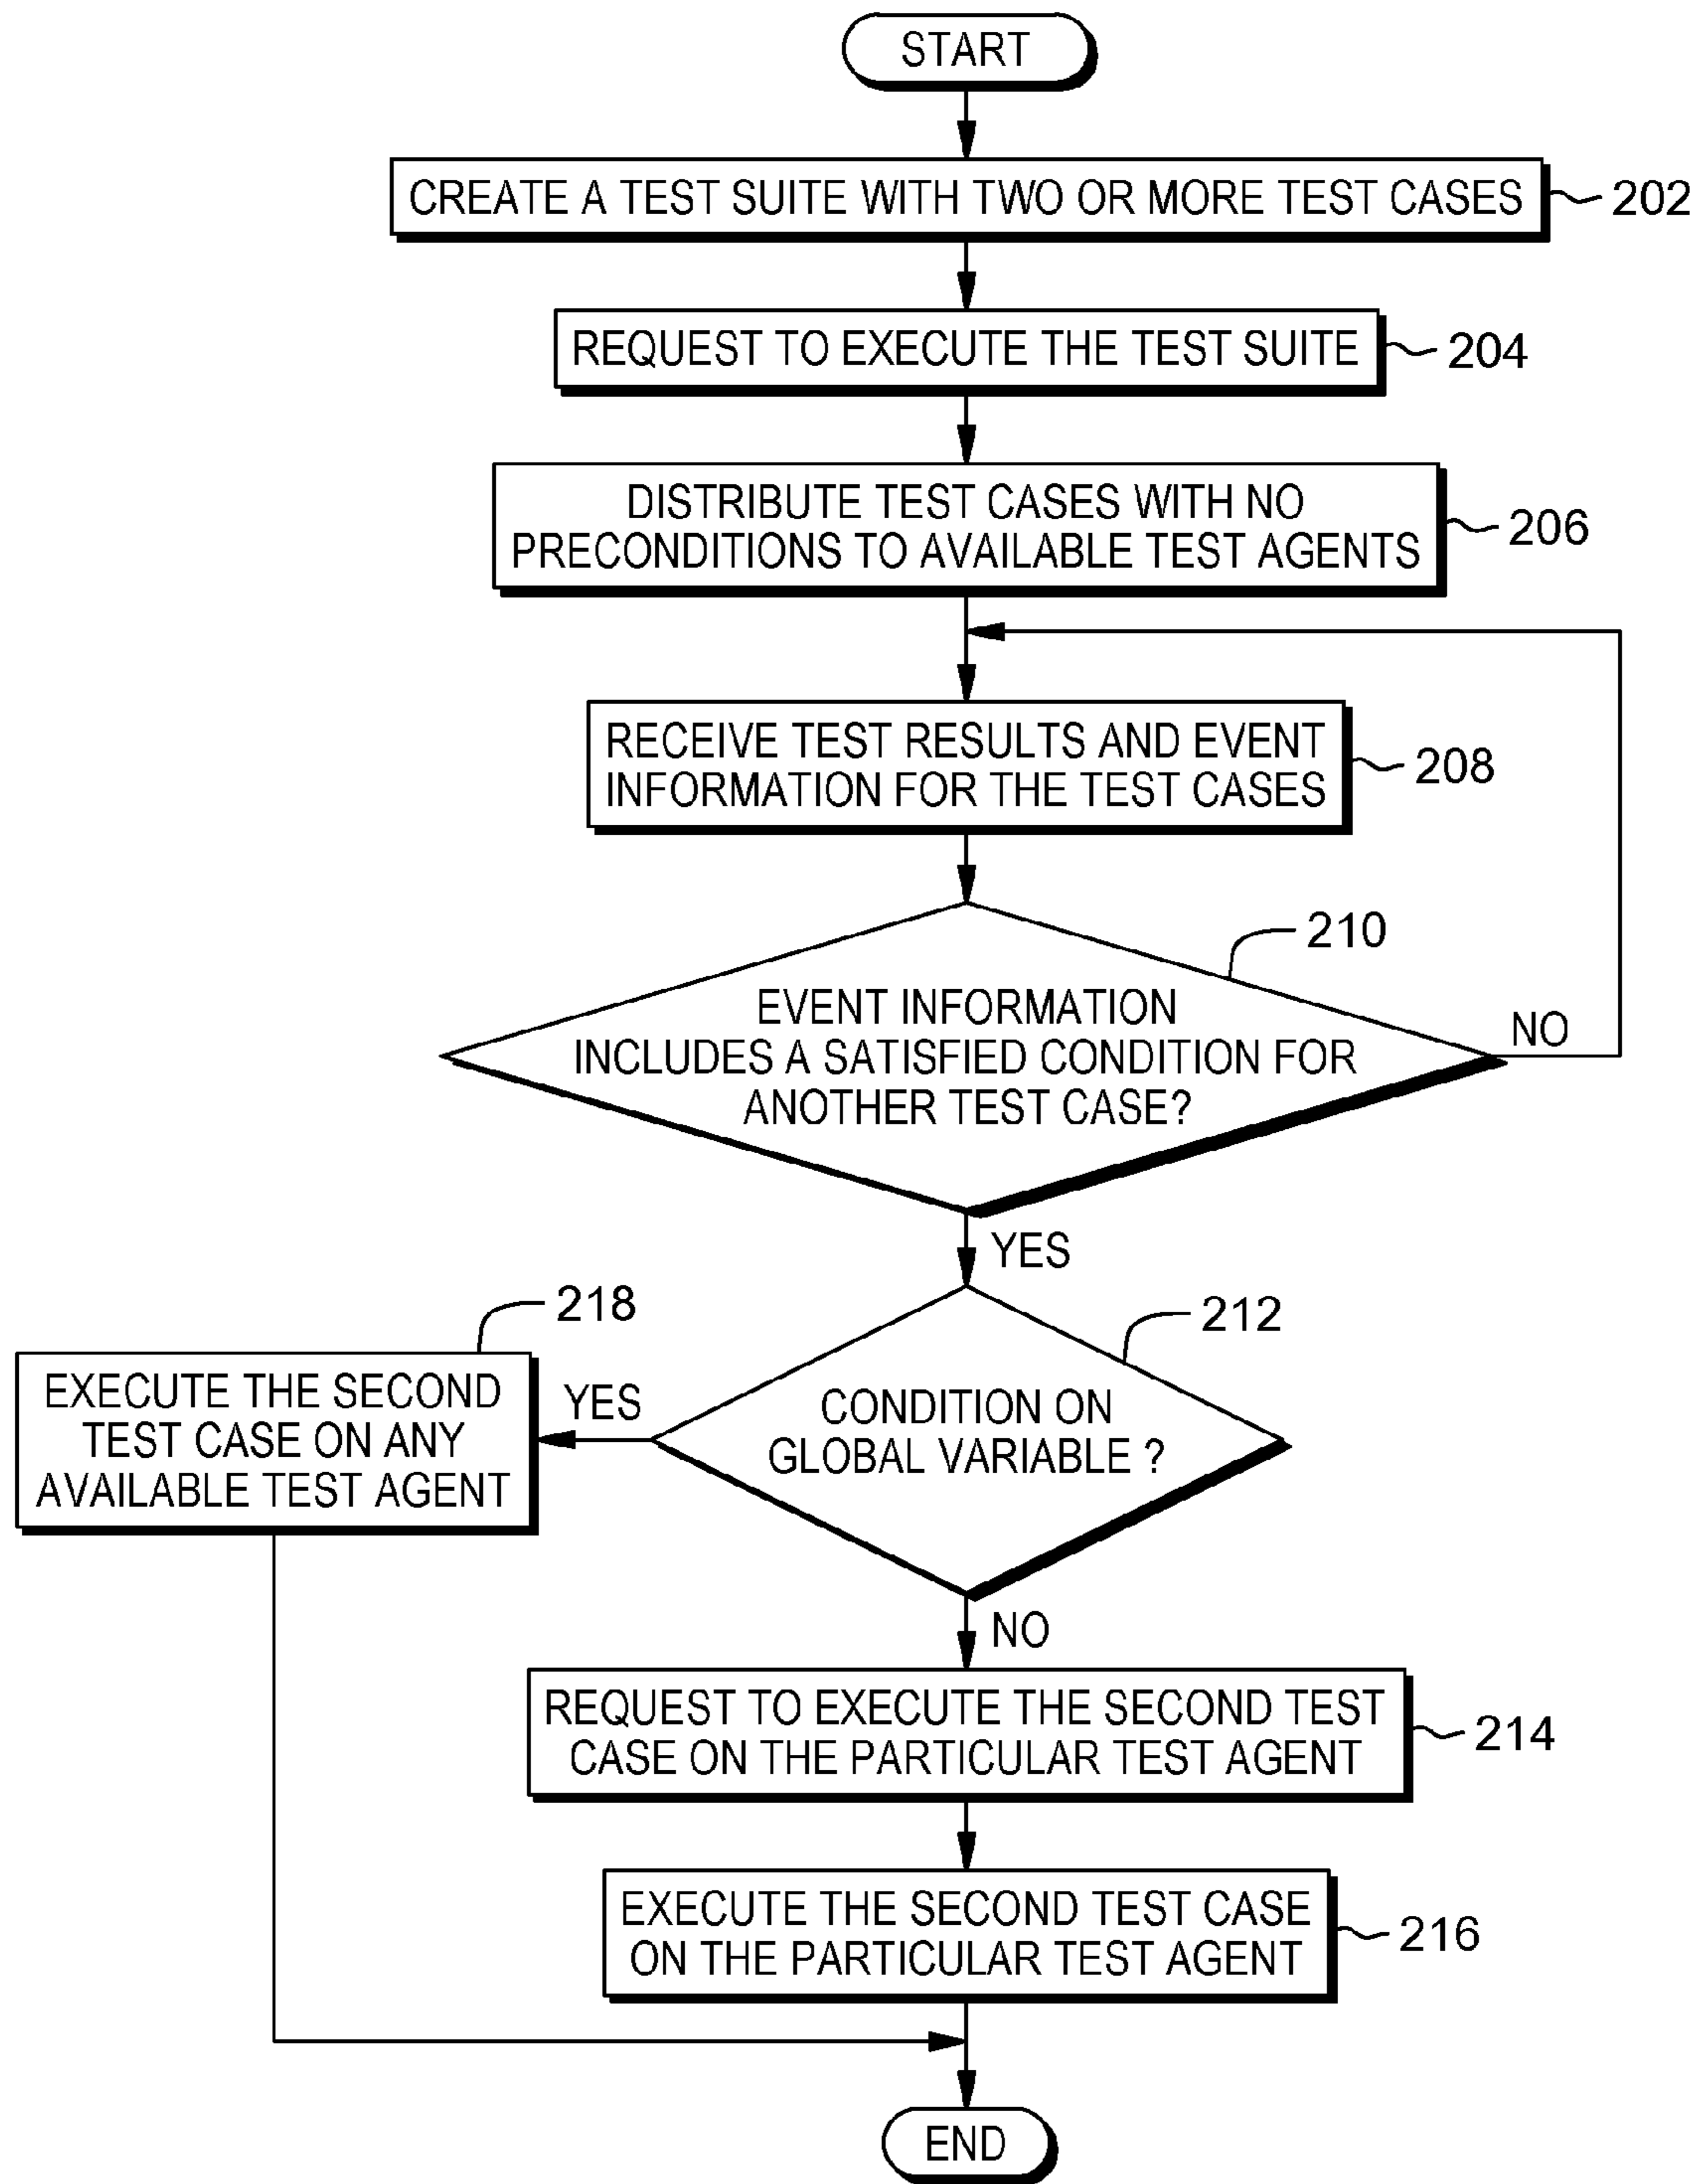 START
CREATE A TEST SUITE WITH TWO OR MORE TEST CASES
202
REQUEST TO EXECUTE THE TEST SUITE
204
DISTRIBUTE TEST CASES WITH NO
PRECONDITIONS TO AVAILABLE TEST AGENTS
206
RECEIVE TEST RESULTS AND EVENT
INFORMATION FOR THE TEST CASES
208
210
EVENT INFORMATION
INCLUDES A SATISFIED CONDITION FOR
ANOTHER TEST CASE?
NO
YES
212
CONDITION ON
GLOBAL VARIABLE ?
YES
218
EXECUTE THE SECOND
TEST CASE ON ANY
AVAILABLE TEST AGENT
NO
REQUEST TO EXECUTE THE SECOND TEST
CASE ON THE PARTICULAR TEST AGENT
214
EXECUTE THE SECOND TEST CASE
ON THE PARTICULAR TEST AGENT
216
END